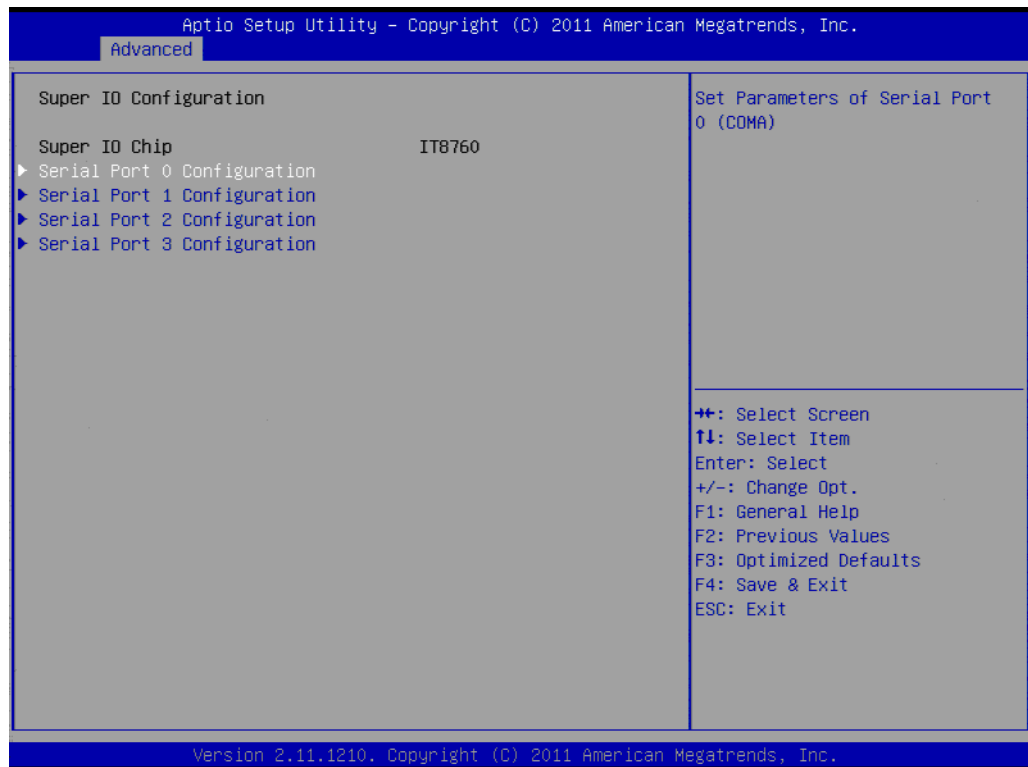 Aptio Setup Utility – Copyright (C) 2011 American Megatrends, Inc.
Advanced
Super IO Configuration
Super IO Chip IT8760
▶ Serial Port 0 Configuration
▶ Serial Port 1 Configuration
▶ Serial Port 2 Configuration
▶ Serial Port 3 Configuration
Set Parameters of Serial Port
0 (COMA)
→←: Select Screen
↑↓: Select Item
Enter: Select
+/-: Change Opt.
F1: General Help
F2: Previous Values
F3: Optimized Defaults
F4: Save & Exit
ESC: Exit
Version 2.11.1210. Copyright (C) 2011 American Megatrends, Inc.